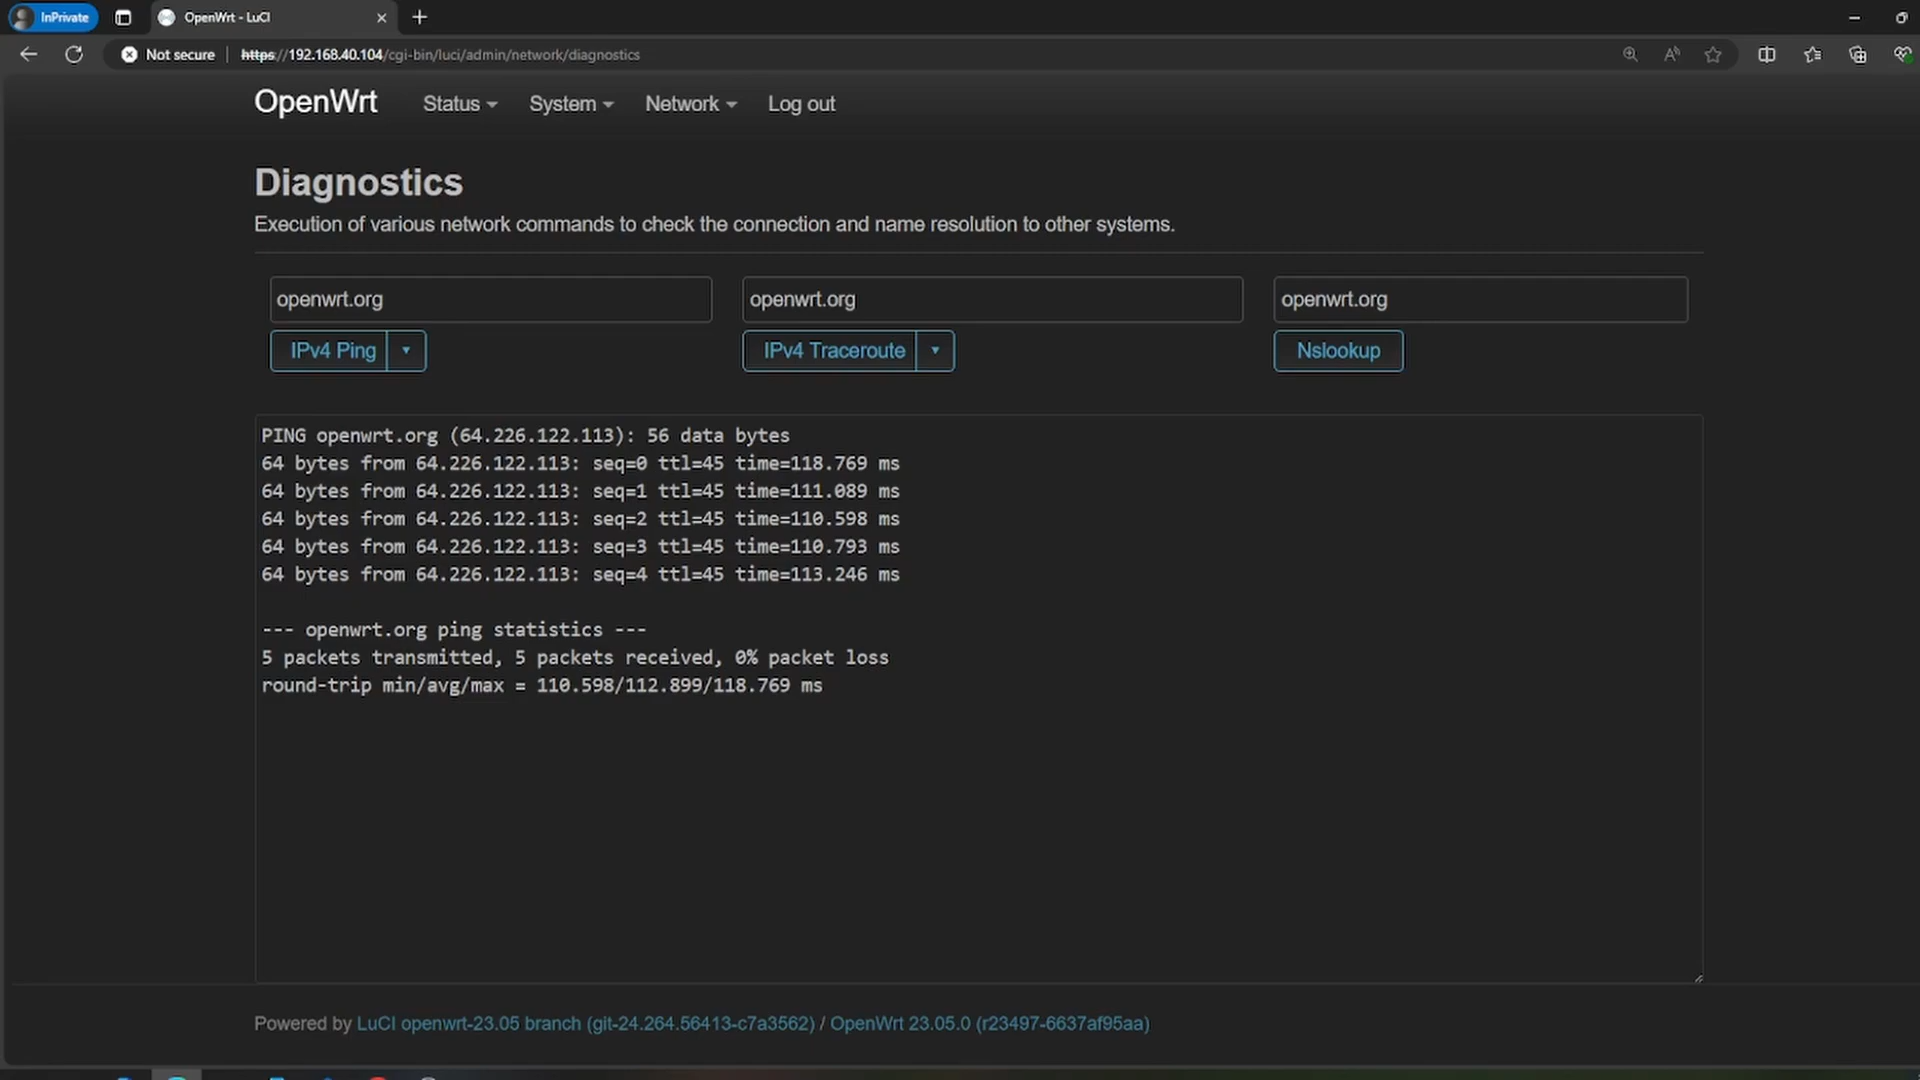 InPrivate
OpenWrt - LuCI
Not secure
https://192.168.40.104/cgi-bin/luci/admin/network/diagnostics
OpenWrt Status System Network Log out
Diagnostics
Execution of various network commands to check the connection and name resolution to other systems.
openwrt.org openwrt.org openwrt.org
IPv4 Ping IPv4 Traceroute Nslookup
PING openwrt.org (64.226.122.113): 56 data bytes
64 bytes from 64.226.122.113: seq=0 ttl=45 time=118.769 ms
64 bytes from 64.226.122.113: seq=1 ttl=45 time=111.089 ms
64 bytes from 64.226.122.113: seq=2 ttl=45 time=110.598 ms
64 bytes from 64.226.122.113: seq=3 ttl=45 time=110.793 ms
64 bytes from 64.226.122.113: seq=4 ttl=45 time=113.246 ms
--- openwrt.org ping statistics ---
5 packets transmitted, 5 packets received, 0% packet loss
round-trip min/avg/max = 110.598/112.899/118.769 ms
Powered by LuCI openwrt-23.05 branch (git-24.264.56413-c7a3562) / OpenWrt 23.05.0 (r23497-6637af95aa)